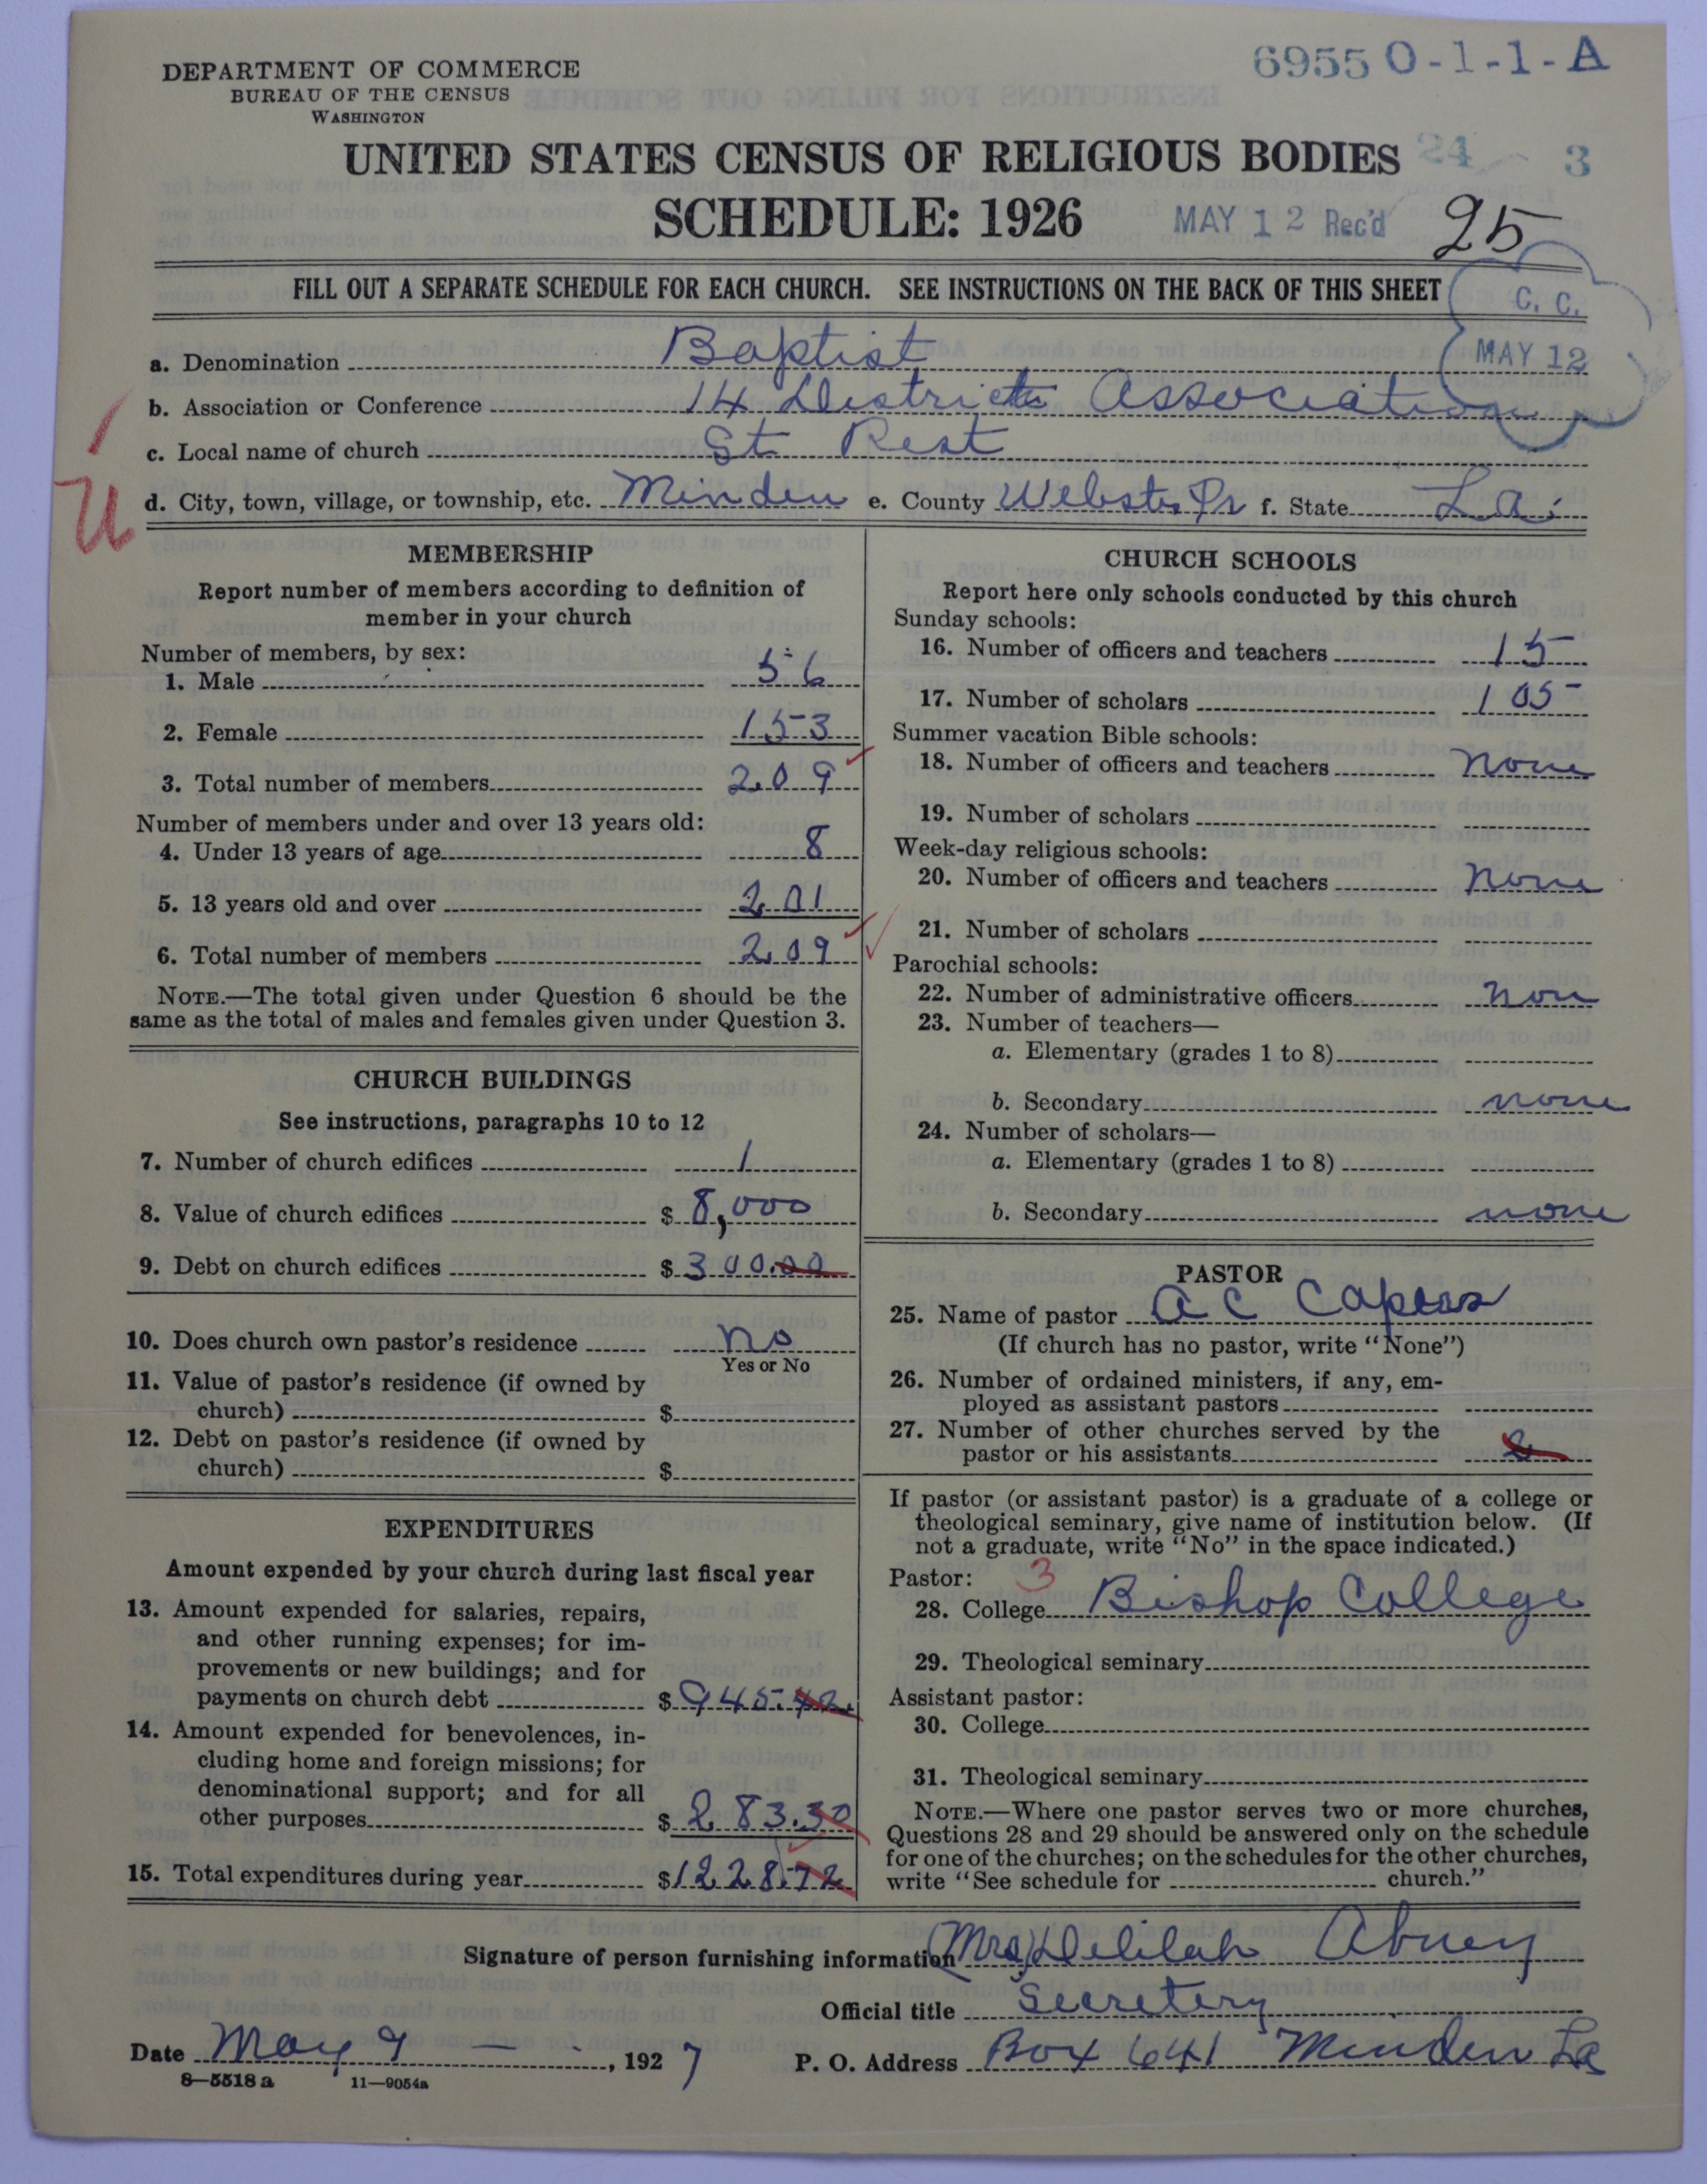 DEPARTMENT OF COMMERCE
BUREAU OF THE CENSUS
WASHINGTON
69550-1-1-A
UNITED STATES CENSUS OF RELIGIOUS BODIES
24 3
SCHEDULE: 1926
MAY 12 Rec'd
25
FILL OUT A SEPARATE SCHEDULE FOR EACH CHURCH. SEE INSTRUCTIONS ON THE BACK OF THIS SHEET
C. C.
MAY 12
a. Denomination Baptist
b. Association or Conference 14 District Association
c. Local name of church St Rest
d. City, town, village, or township, etc. Minden e. County Webster Pr f. State La.
U
MEMBERSHIP
Report number of members according to definition of
member in your church
Number of members, by sex:
1. Male 56
2. Female 153
3. Total number of members 209
Number of members under and over 13 years old:
4. Under 13 years of age 8
5. 13 years old and over 201
6. Total number of members 209
NOTE.—The total given under Question 6 should be the
same as the total of males and females given under Question 3.
CHURCH BUILDINGS
See instructions, paragraphs 10 to 12
7. Number of church edifices 1
8. Value of church edifices $ 8,000
9. Debt on church edifices $ 300.00
10. Does church own pastor's residence no
Yes or No
11. Value of pastor's residence (if owned by
church) $
12. Debt on pastor's residence (if owned by
church) $
EXPENDITURES
Amount expended by your church during last fiscal year
13. Amount expended for salaries, repairs,
and other running expenses; for im-
provements or new buildings; and for
payments on church debt $ 945.42
14. Amount expended for benevolences, in-
cluding home and foreign missions; for
denominational support; and for all
other purposes $ 283.30
15. Total expenditures during year $ 1228.72
CHURCH SCHOOLS
Report here only schools conducted by this church
Sunday schools:
16. Number of officers and teachers 15
17. Number of scholars 105
Summer vacation Bible schools:
18. Number of officers and teachers None
19. Number of scholars
Week-day religious schools:
20. Number of officers and teachers None
21. Number of scholars
Parochial schools:
22. Number of administrative officers non
23. Number of teachers—
a. Elementary (grades 1 to 8)
b. Secondary none
24. Number of scholars—
a. Elementary (grades 1 to 8)
b. Secondary none
PASTOR
25. Name of pastor A C Capers
(If church has no pastor, write "None")
26. Number of ordained ministers, if any, em-
ployed as assistant pastors
27. Number of other churches served by the
pastor or his assistants
If pastor (or assistant pastor) is a graduate of a college or
theological seminary, give name of institution below. (If
not a graduate, write "No" in the space indicated.)
Pastor: 3
28. College Bishop College
29. Theological seminary
Assistant pastor:
30. College
31. Theological seminary
NOTE.—Where one pastor serves two or more churches,
Questions 28 and 29 should be answered only on the schedule
for one of the churches; on the schedules for the other churches,
write "See schedule for church."
Signature of person furnishing information (Mrs) Delilah Abney
Official title Secretery
Date May 9, 1927 P. O. Address Box 641 Minden La
8—5518a 11—9054a